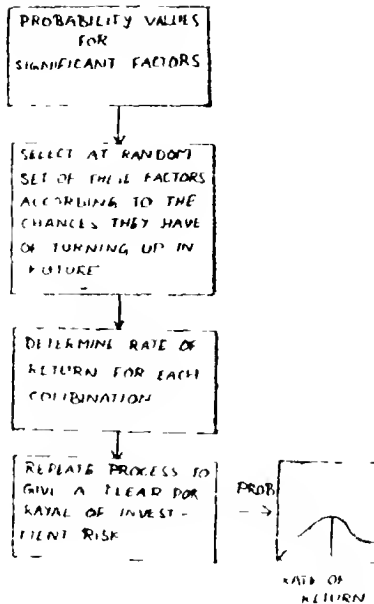 PROBABILITY VALUES
FOR
SIGNIFICANT FACTORS
SELECT AT RANDOM
SET OF THESE FACTORS
ACCORDING TO THE
CHANCES THEY HAVE
OF TURNING UP IN
FUTURE
DETERMINE RATE OF
RETURN FOR EACH
COMBINATION
REPEATE PROCESS TO
GIVE A CLEAR POR
RAYAL OF INVEST-
MENT RISK
PROB
RATE OF
RETURN